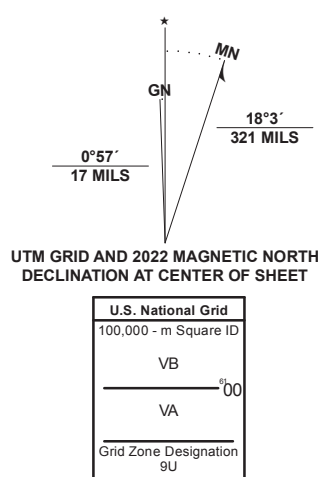 ★
MN
GN
18°3´
321 MILS
0°57´
17 MILS
UTM GRID AND 2022 MAGNETIC NORTH
DECLINATION AT CENTER OF SHEET
U.S. National Grid
100,000 - m Square ID
VB
6100
VA
Grid Zone Designation
9U